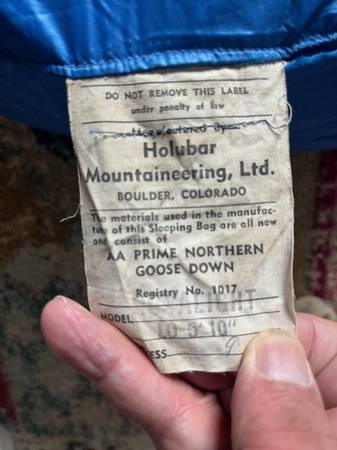 DO NOT REMOVE THIS LABEL
under penalty of law
Manufactured by
Holubar
Mountaineering, Ltd.
BOULDER, COLORADO
The materials used in the manufac-
ture of this Sleeping Bag are all new
and consist of
AA PRIME NORTHERN
GOOSE DOWN
Registry No. 1017
MODEL
TO 5'10"